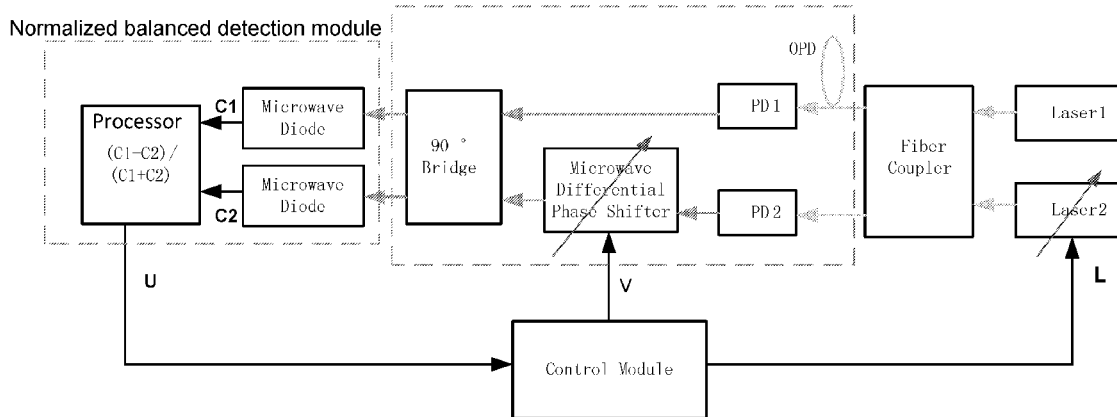 Normalized balanced detection module
OPD
C1
Microwave
Diode
Processor
(C1-C2)/
(C1+C2)
C2
Microwave
Diode
90 °
Bridge
PD1
Microwave
Differential
Phase Shifter
PD2
Fiber
Coupler
Laser1
Laser2
U
V
L
Control Module